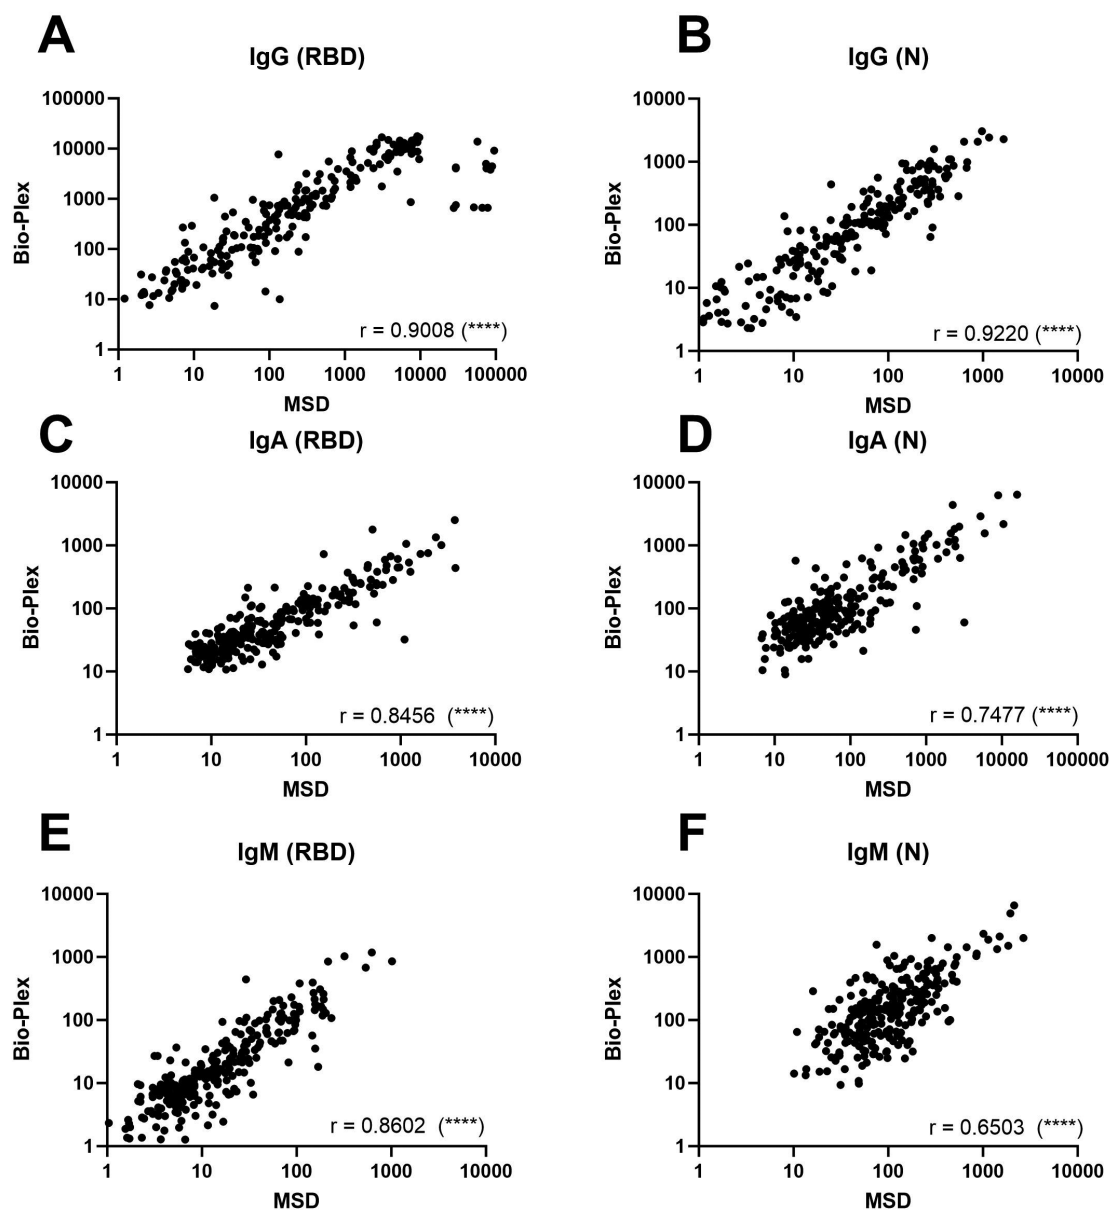 A
IgG (RBD)
100000
10000
1000
100
10
1
Bio-Plex
r = 0.9008 (****)
1 10 100 1000 10000 100000
MSD
B
IgG (N)
10000
1000
100
10
1
Bio-Plex
r = 0.9220 (****)
1 10 100 1000 10000
MSD
C
IgA (RBD)
10000
1000
100
10
1
Bio-Plex
r = 0.8456 (****)
1 10 100 1000 10000
MSD
D
IgA (N)
10000
1000
100
10
1
Bio-Plex
r = 0.7477 (****)
1 10 100 1000 10000 100000
MSD
E
IgM (RBD)
10000
1000
100
10
1
Bio-Plex
r = 0.8602 (****)
1 10 100 1000 10000
MSD
F
IgM (N)
10000
1000
100
10
1
Bio-Plex
r = 0.6503 (****)
1 10 100 1000 10000
MSD